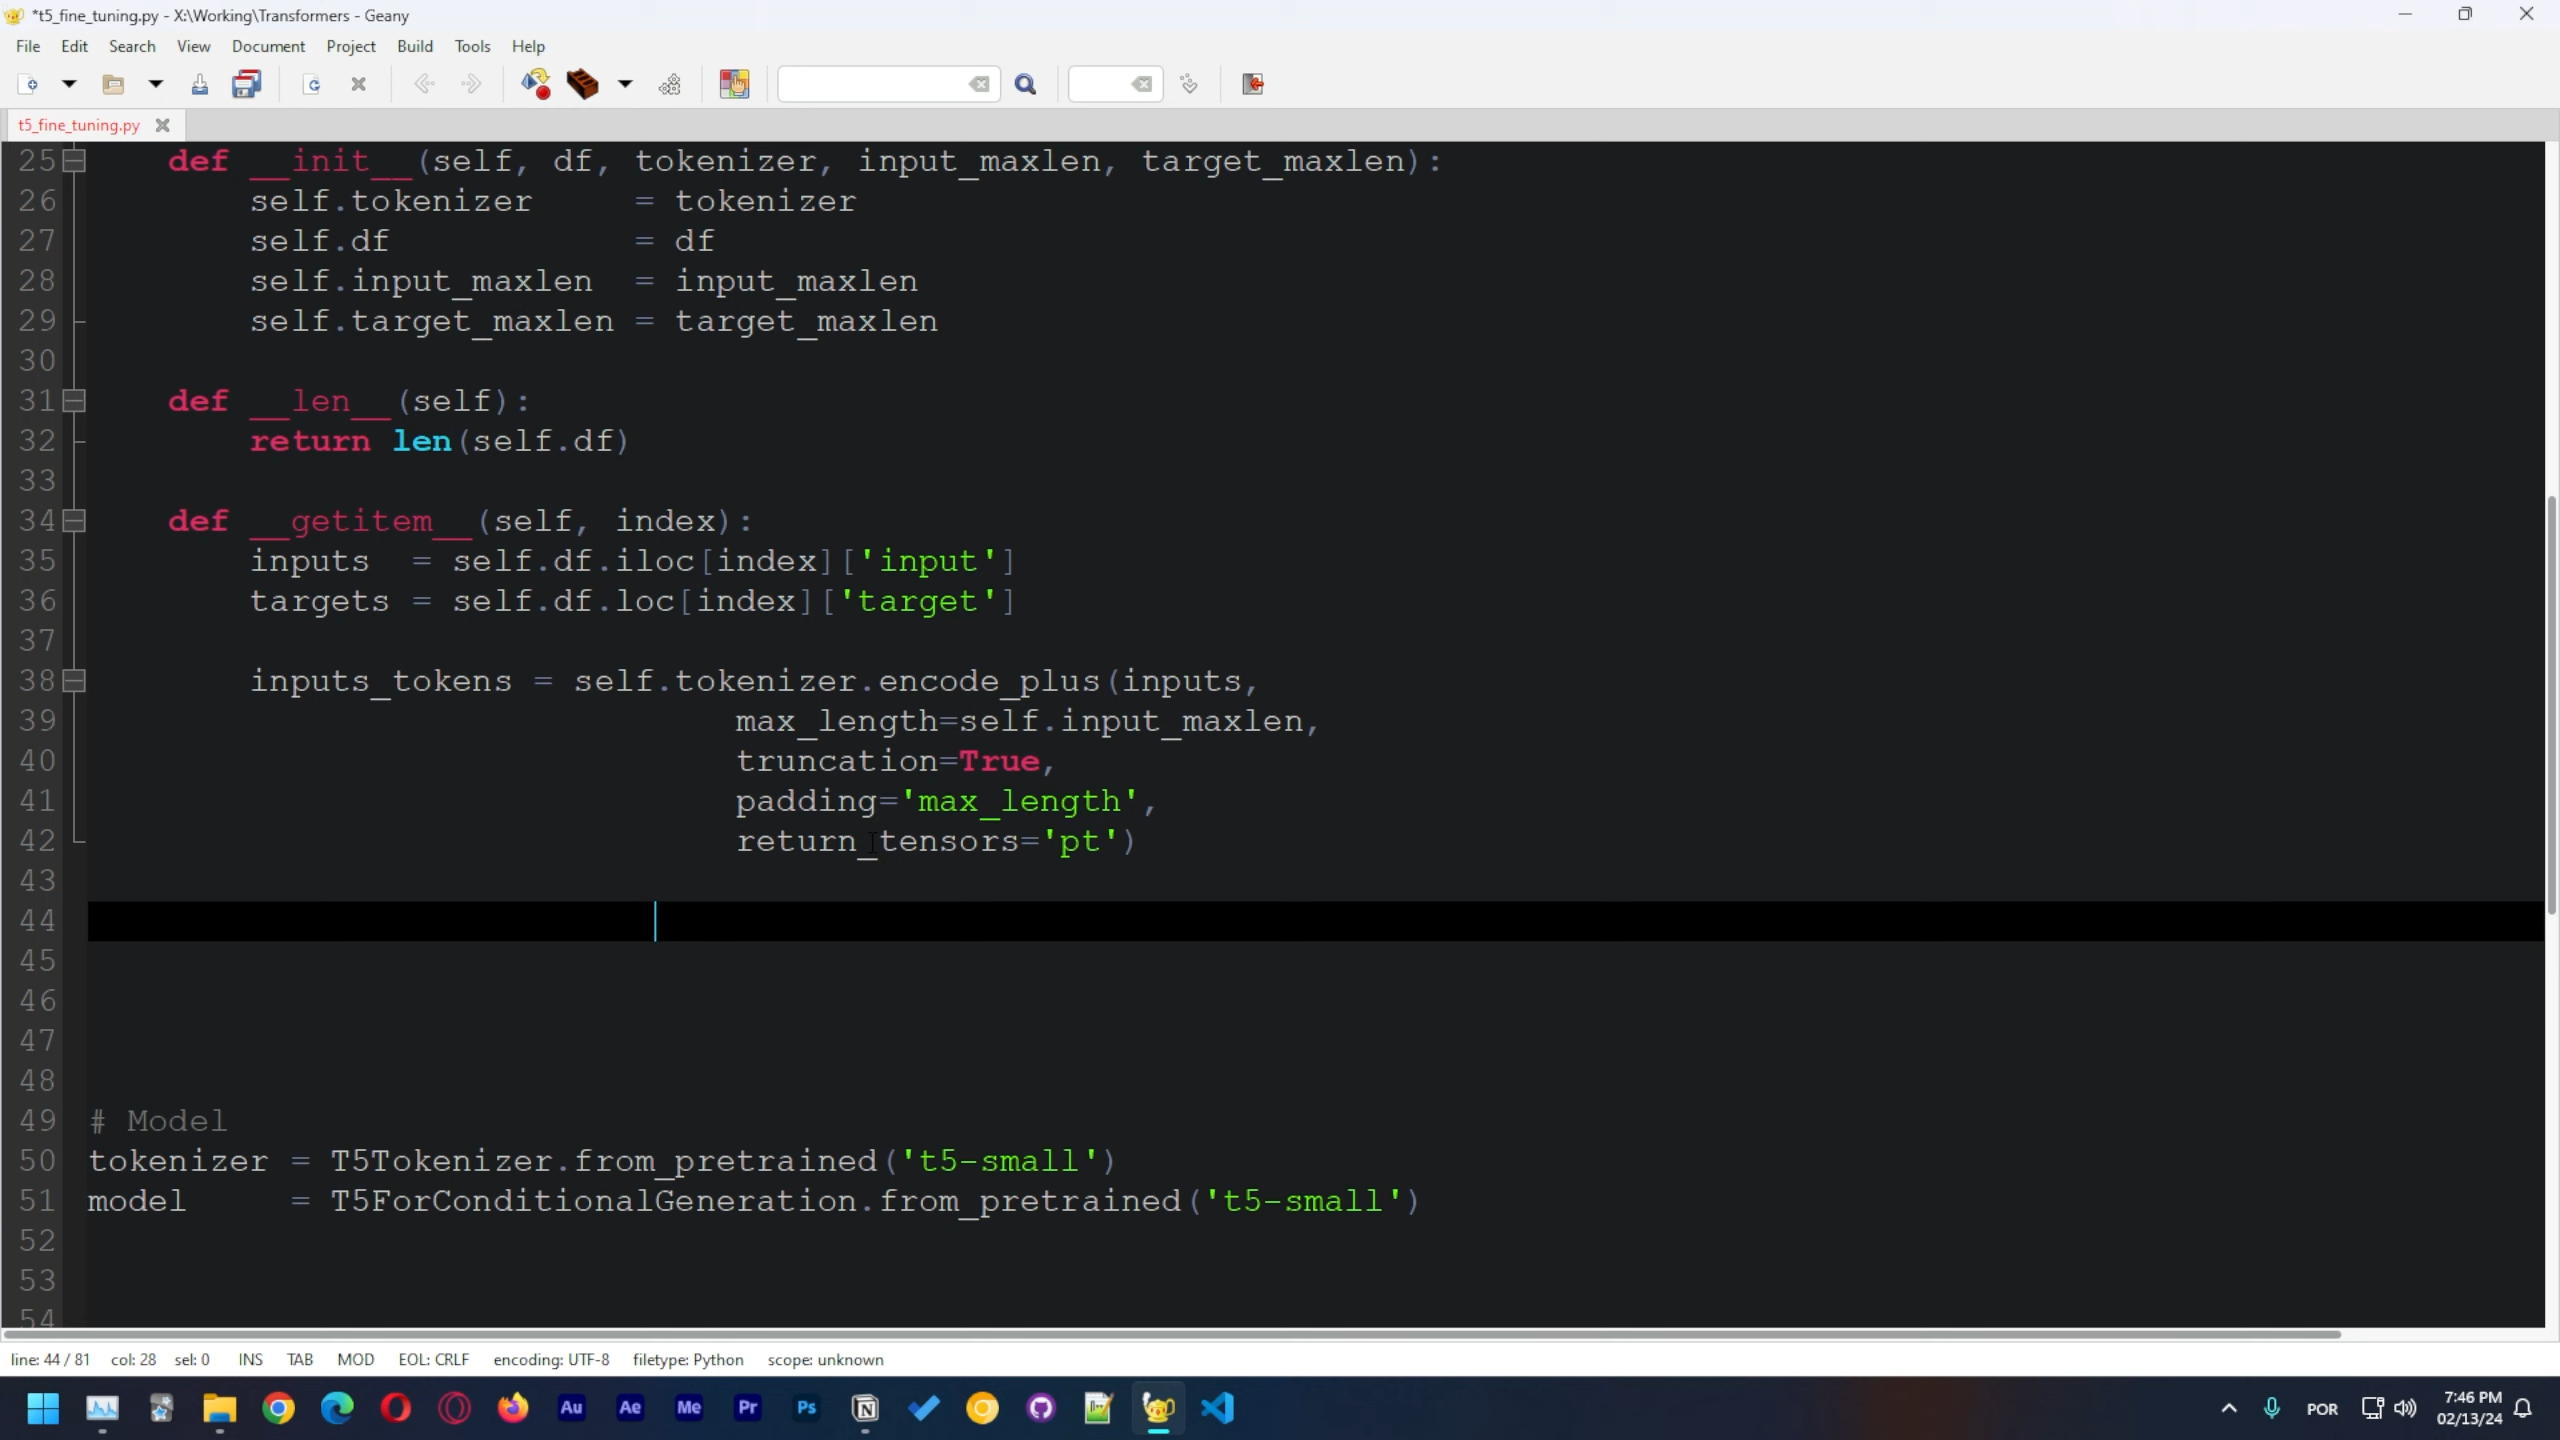 *t5_fine_tuning.py - X:\Working\Transformers - Geany
File Edit Search View Document Project Build Tools Help
t5_fine_tuning.py
25 def __init__(self, df, tokenizer, input_maxlen, target_maxlen):
26 self.tokenizer = tokenizer
27 self.df = df
28 self.input_maxlen = input_maxlen
29 self.target_maxlen = target_maxlen
30
31 def __len__(self):
32 return len(self.df)
33
34 def __getitem__(self, index):
35 inputs = self.df.iloc[index]['input']
36 targets = self.df.loc[index]['target']
37
38 inputs_tokens = self.tokenizer.encode_plus(inputs,
39 max_length=self.input_maxlen,
40 truncation=True,
41 padding='max_length',
42 return_tensors='pt')
43
44
45
46
47
48
49 # Model
50 tokenizer = T5Tokenizer.from_pretrained('t5-small')
51 model = T5ForConditionalGeneration.from_pretrained('t5-small')
52
53
54
line: 44 / 81 col: 28 sel: 0 INS TAB MOD EOL: CRLF encoding: UTF-8 filetype: Python scope: unknown
Au Ae Me Pr Ps N POR 7:46 PM
02/13/24